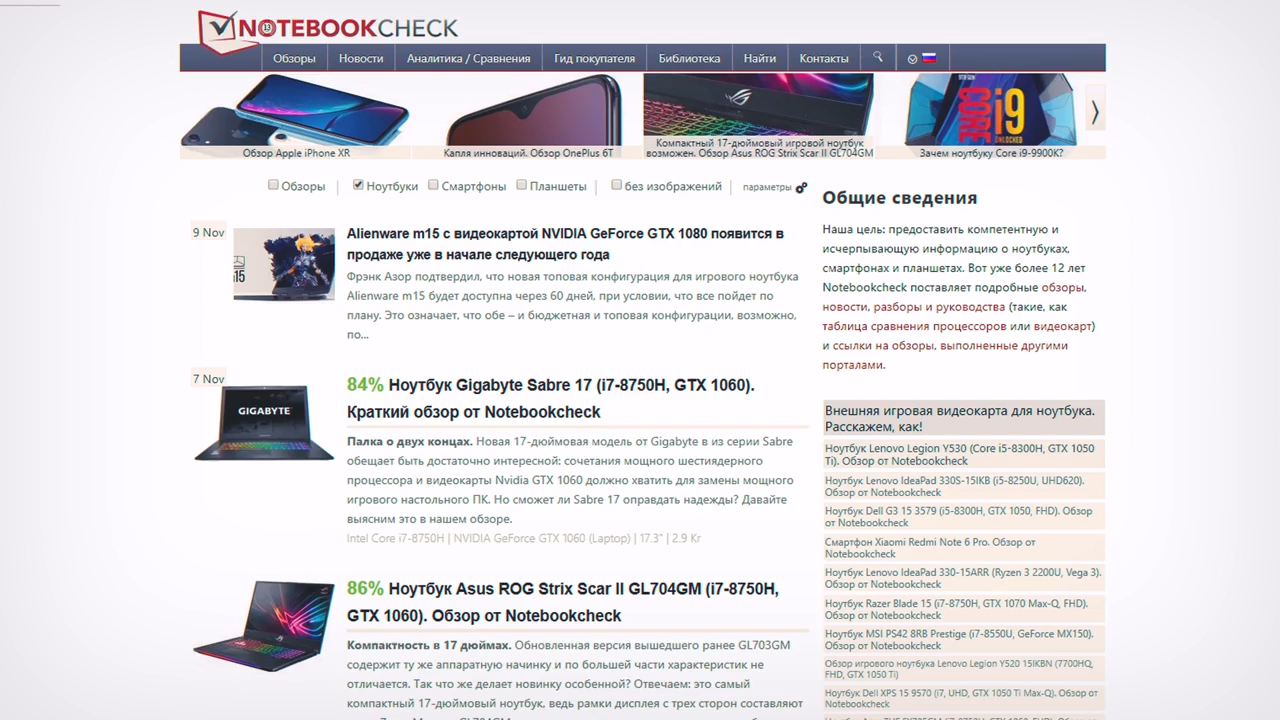 NOTEBOOKCHECK
13
Обзоры
Новости
Аналитика / Сравнения
Гид покупателя
Библиотека
Найти
Контакты
CORE
i9
UNLOCKED
Обзор Apple iPhone XR
Капля инноваций. Обзор OnePlus 6T
Компактный 17-дюймовый игровой ноутбук
возможен. Обзор Asus ROG Strix Scar II GL704GM
Зачем ноутбуку Core i9-9900K?
Обзоры
Ноутбуки
Смартфоны
Планшеты
без изображений
параметры
9 Nov
Alienware m15 с видеокартой NVIDIA GeForce GTX 1080 появится в
продаже уже в начале следующего года
Фрэнк Азор подтвердил, что новая топовая конфигурация для игрового ноутбука
Alienware m15 будет доступна через 60 дней, при условии, что все пойдет по
плану. Это означает, что обе – и бюджетная и топовая конфигурации, возможно,
по...
7 Nov
GIGABYTE
84% Ноутбук Gigabyte Sabre 17 (i7-8750H, GTX 1060).
Краткий обзор от Notebookcheck
Палка о двух концах. Новая 17-дюймовая модель от Gigabyte в из серии Sabre
обещает быть достаточно интересной: сочетания мощного шестиядерного
процессора и видеокарты Nvidia GTX 1060 должно хватить для замены мощного
игрового настольного ПК. Но сможет ли Sabre 17 оправдать надежды? Давайте
выясним это в нашем обзоре.
Intel Core i7-8750H | NVIDIA GeForce GTX 1060 (Laptop) | 17.3" | 2.9 Kr
86% Ноутбук Asus ROG Strix Scar II GL704GM (i7-8750H,
GTX 1060). Обзор от Notebookcheck
Компактность в 17 дюймах. Обновленная версия вышедшего ранее GL703GM
содержит ту же аппаратную начинку и по большей части характеристик не
отличается. Так что же делает новинку особенной? Отвечаем: это самый
компактный 17-дюймовый ноутбук, ведь рамки дисплея с трех сторон составляют
Общие сведения
Наша цель: предоставить компетентную и
исчерпывающую информацию о ноутбуках,
смартфонах и планшетах. Вот уже более 12 лет
Notebookcheck поставляет подробные обзоры,
новости, разборы и руководства (такие, как
таблица сравнения процессоров или видеокарт)
и ссылки на обзоры, выполненные другими
порталами.
Внешняя игровая видеокарта для ноутбука.
Расскажем, как!
Ноутбук Lenovo Legion Y530 (Core i5-8300H, GTX 1050
Ti). Обзор от Notebookcheck
Ноутбук Lenovo IdeaPad 330S-15IKB (i5-8250U, UHD620).
Обзор от Notebookcheck
Ноутбук Dell G3 15 3579 (i5-8300H, GTX 1050, FHD). Обзор
от Notebookcheck
Смартфон Xiaomi Redmi Note 6 Pro. Обзор от
Notebookcheck
Ноутбук Lenovo IdeaPad 330-15ARR (Ryzen 3 2200U, Vega 3).
Обзор от Notebookcheck
Ноутбук Razer Blade 15 (i7-8750H, GTX 1070 Max-Q, FHD).
Обзор от Notebookcheck
Ноутбук MSI PS42 8RB Prestige (i7-8550U, GeForce MX150).
Обзор от Notebookcheck
Обзор игрового ноутбука Lenovo Legion Y520 15IKBN (7700HQ,
FHD, GTX 1050 Ti)
Ноутбук Dell XPS 15 9570 (i7, UHD, GTX 1050 Ti Max-Q). Обзор от
Notebookcheck